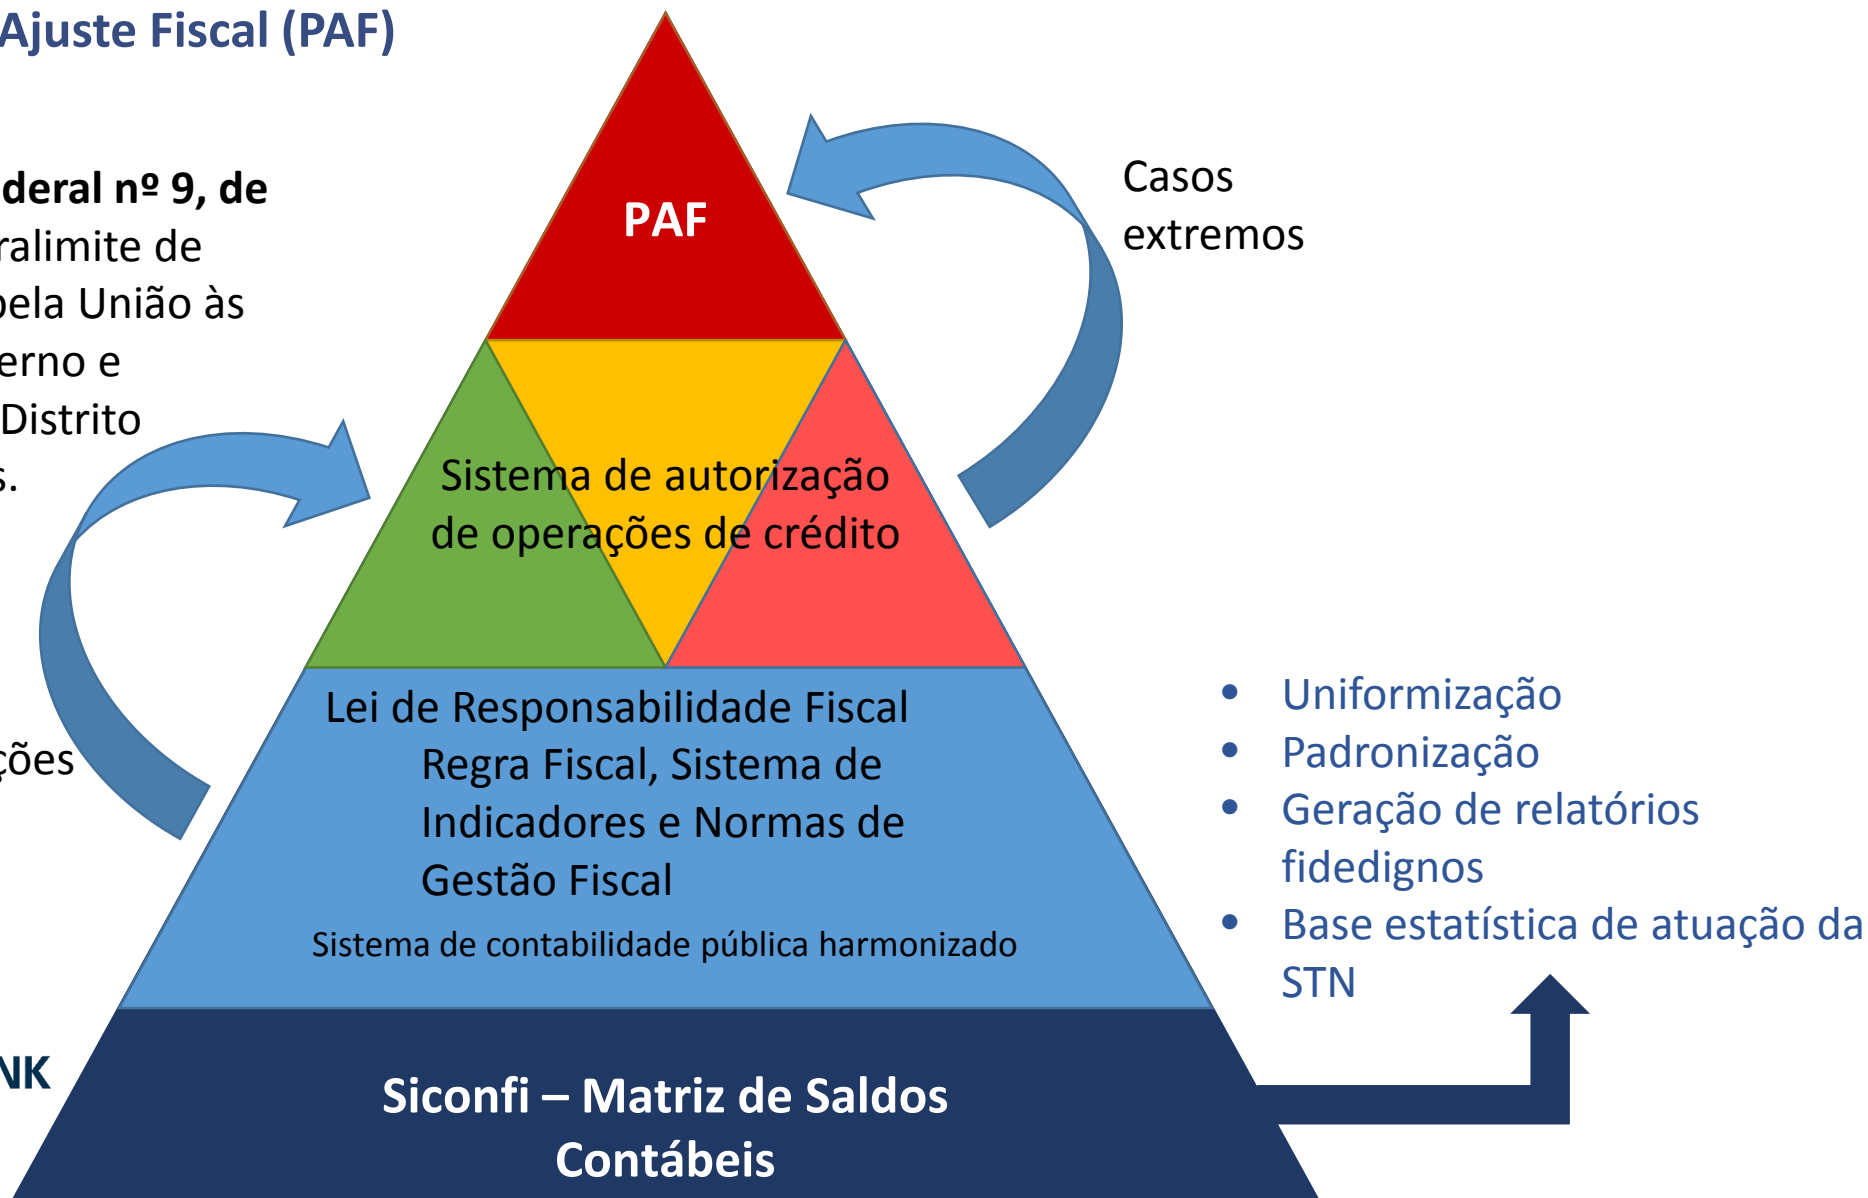 Ajuste Fiscal (PAF)
deral nº 9, de
ralimite de
pela União às
erno e
Distrito
s.
ções
NK
PAF
Casos
extremos
Sistema de autorização
de operações de crédito
Lei de Responsabilidade Fiscal
Regra Fiscal, Sistema de
Indicadores e Normas de
Gestão Fiscal
Sistema de contabilidade pública harmonizado
Siconfi – Matriz de Saldos
Contábeis
• Uniformização
• Padronização
• Geração de relatórios
fidedignos
• Base estatística de atuação da
STN